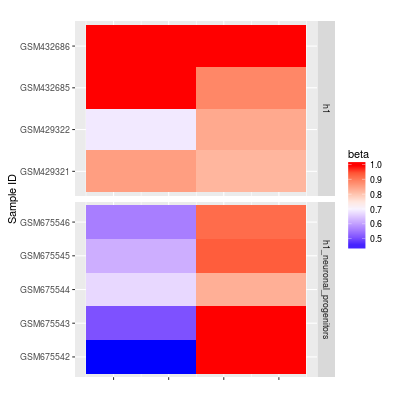 GSM432686
GSM432685
GSM429322
GSM429321
h1
GSM675546
GSM675545
GSM675544
GSM675543
GSM675542
h1_neuronal_progenitors
Sample ID
beta
1.0
0.9
0.8
0.7
0.6
0.5